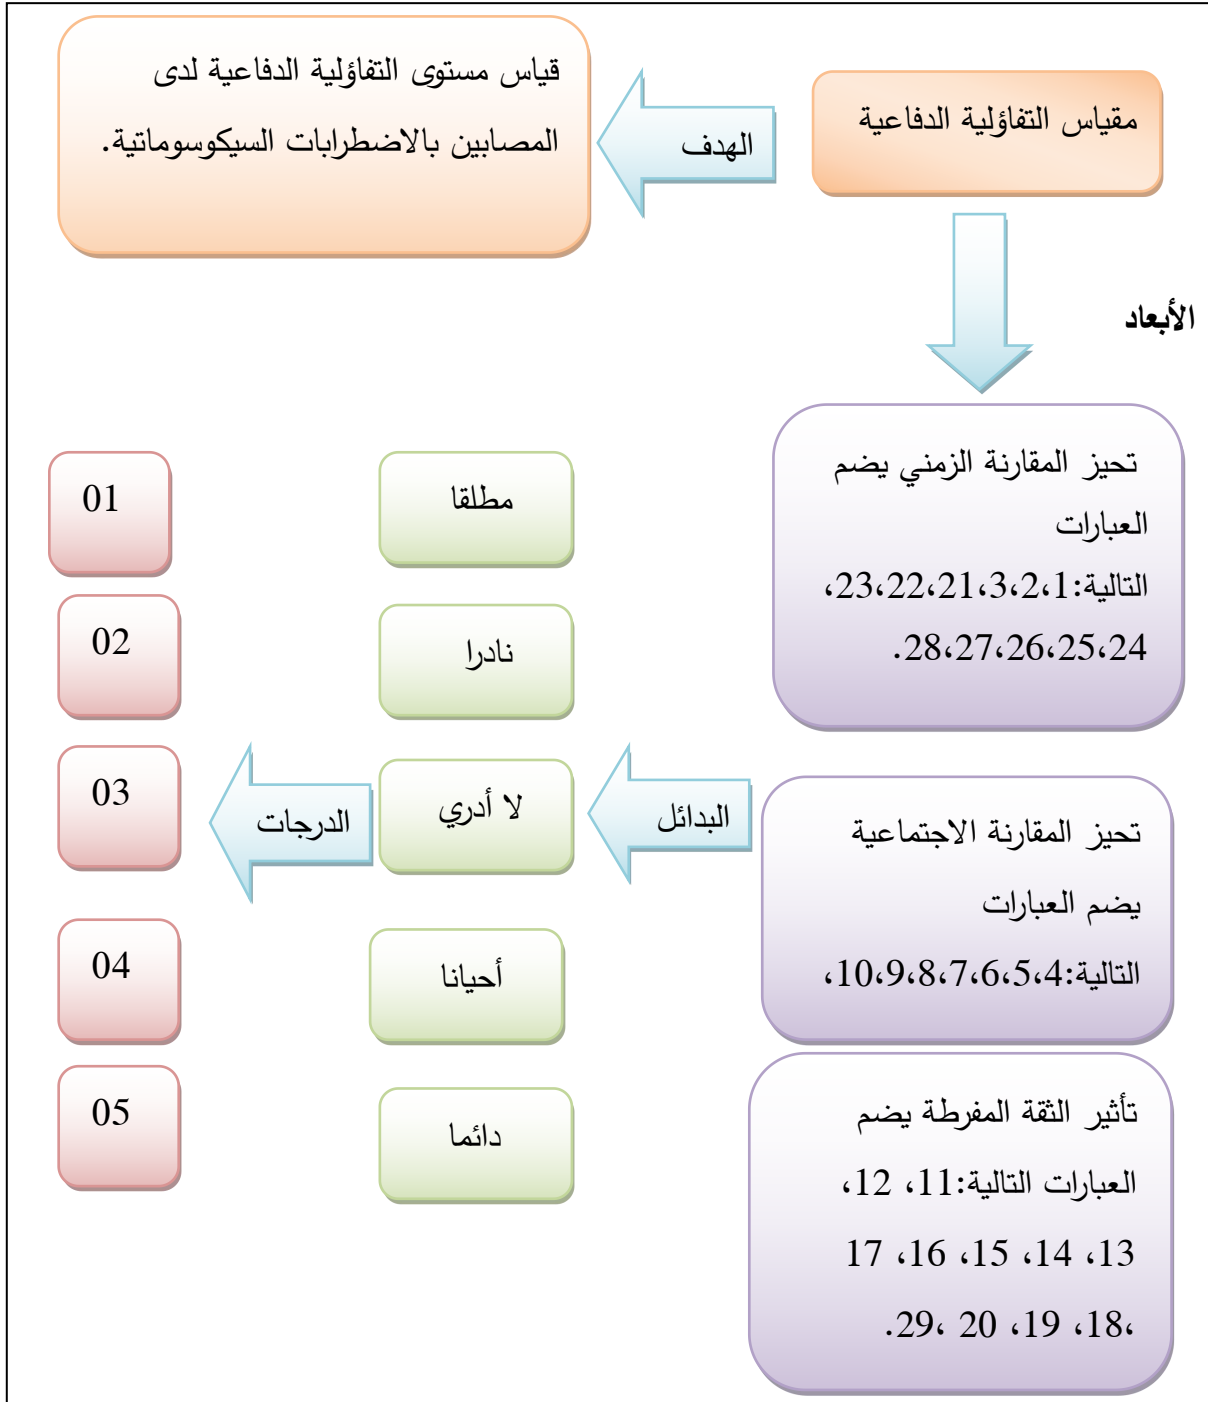 مقياس التفاؤلية الدفاعية
الهدف
قياس مستوى التفاؤلية الدفاعية لدى
المصابين بالاضطرابات السيكوسوماتية.
الأبعاد
تحيز المقارنة الزمني يضم
العبارات
التالية:1،2،3،21،22،23،
24،25،26،27،28.
تحيز المقارنة الاجتماعية
يضم العبارات
التالية:4،5،6،7،8،9،10،
تأثير الثقة المفرطة يضم
العبارات التالية:11، 12،
13، 14، 15، 16، 17
،18، 19، 20 ،29.
البدائل
مطلقا
نادرا
لا أدري
أحيانا
دائما
الدرجات
01
02
03
04
05